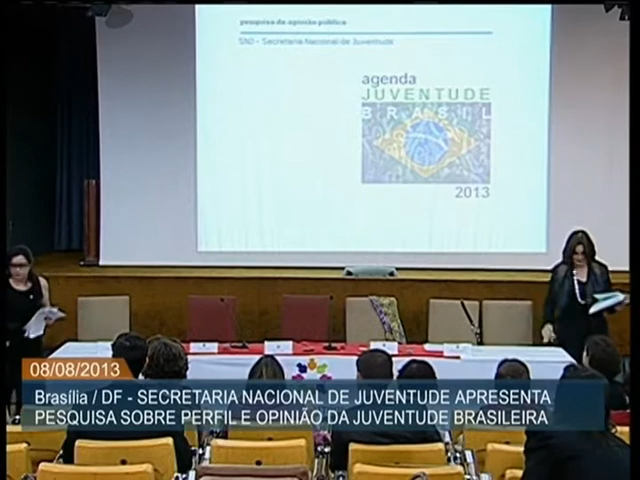 pesquisa de opinião pública
SNJ - Secretaria Nacional de Juventude
agenda
JUVENTUDE
BRASIL
2013
08/08/2013
Brasília / DF - SECRETARIA NACIONAL DE JUVENTUDE APRESENTA
PESQUISA SOBRE PERFIL E OPINIÃO DA JUVENTUDE BRASILEIRA